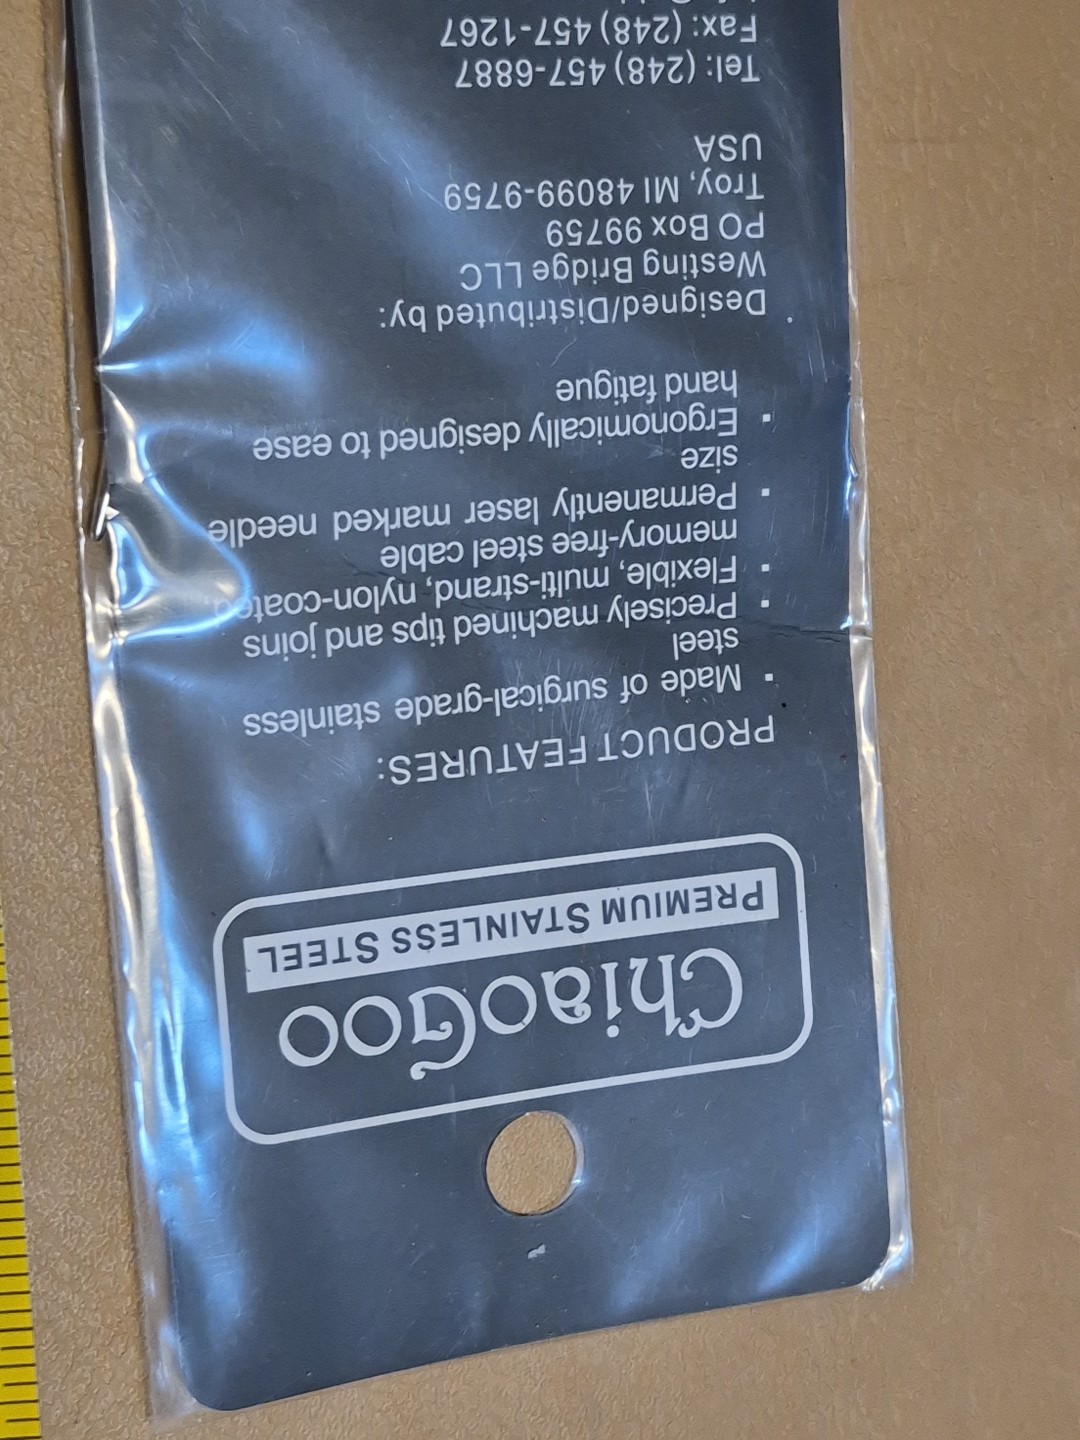 ChiaoGoo
PREMIUM STAINLESS STEEL
PRODUCT FEATURES:
▪ Made of surgical-grade stainless
steel
▪ Precisely machined tips and joins
▪ Flexible, multi-strand, nylon-coated,
memory-free steel cable
▪ Permanently laser marked needle
size
▪ Ergonomically designed to ease
hand fatigue
Designed/Distributed by:
Westing Bridge LLC
PO Box 99759
Troy, MI 48099-9759
USA
Tel: (248) 457-6887
Fax: (248) 457-1267